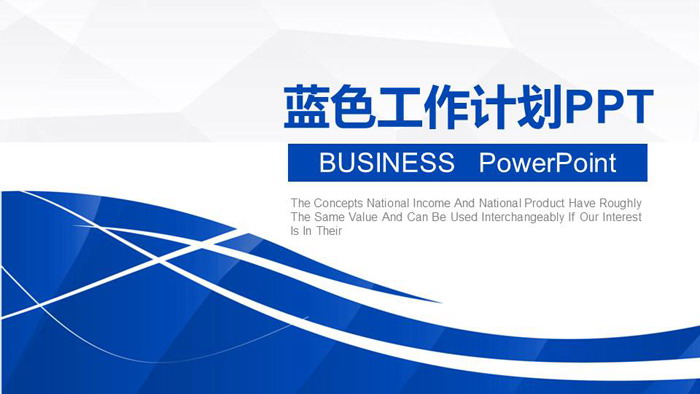 蓝色工作计划PPT
BUSINESS PowerPoint
The Concepts National Income And National Product Have Roughly
The Same Value And Can Be Used Interchangeably If Our Interest
Is In Their